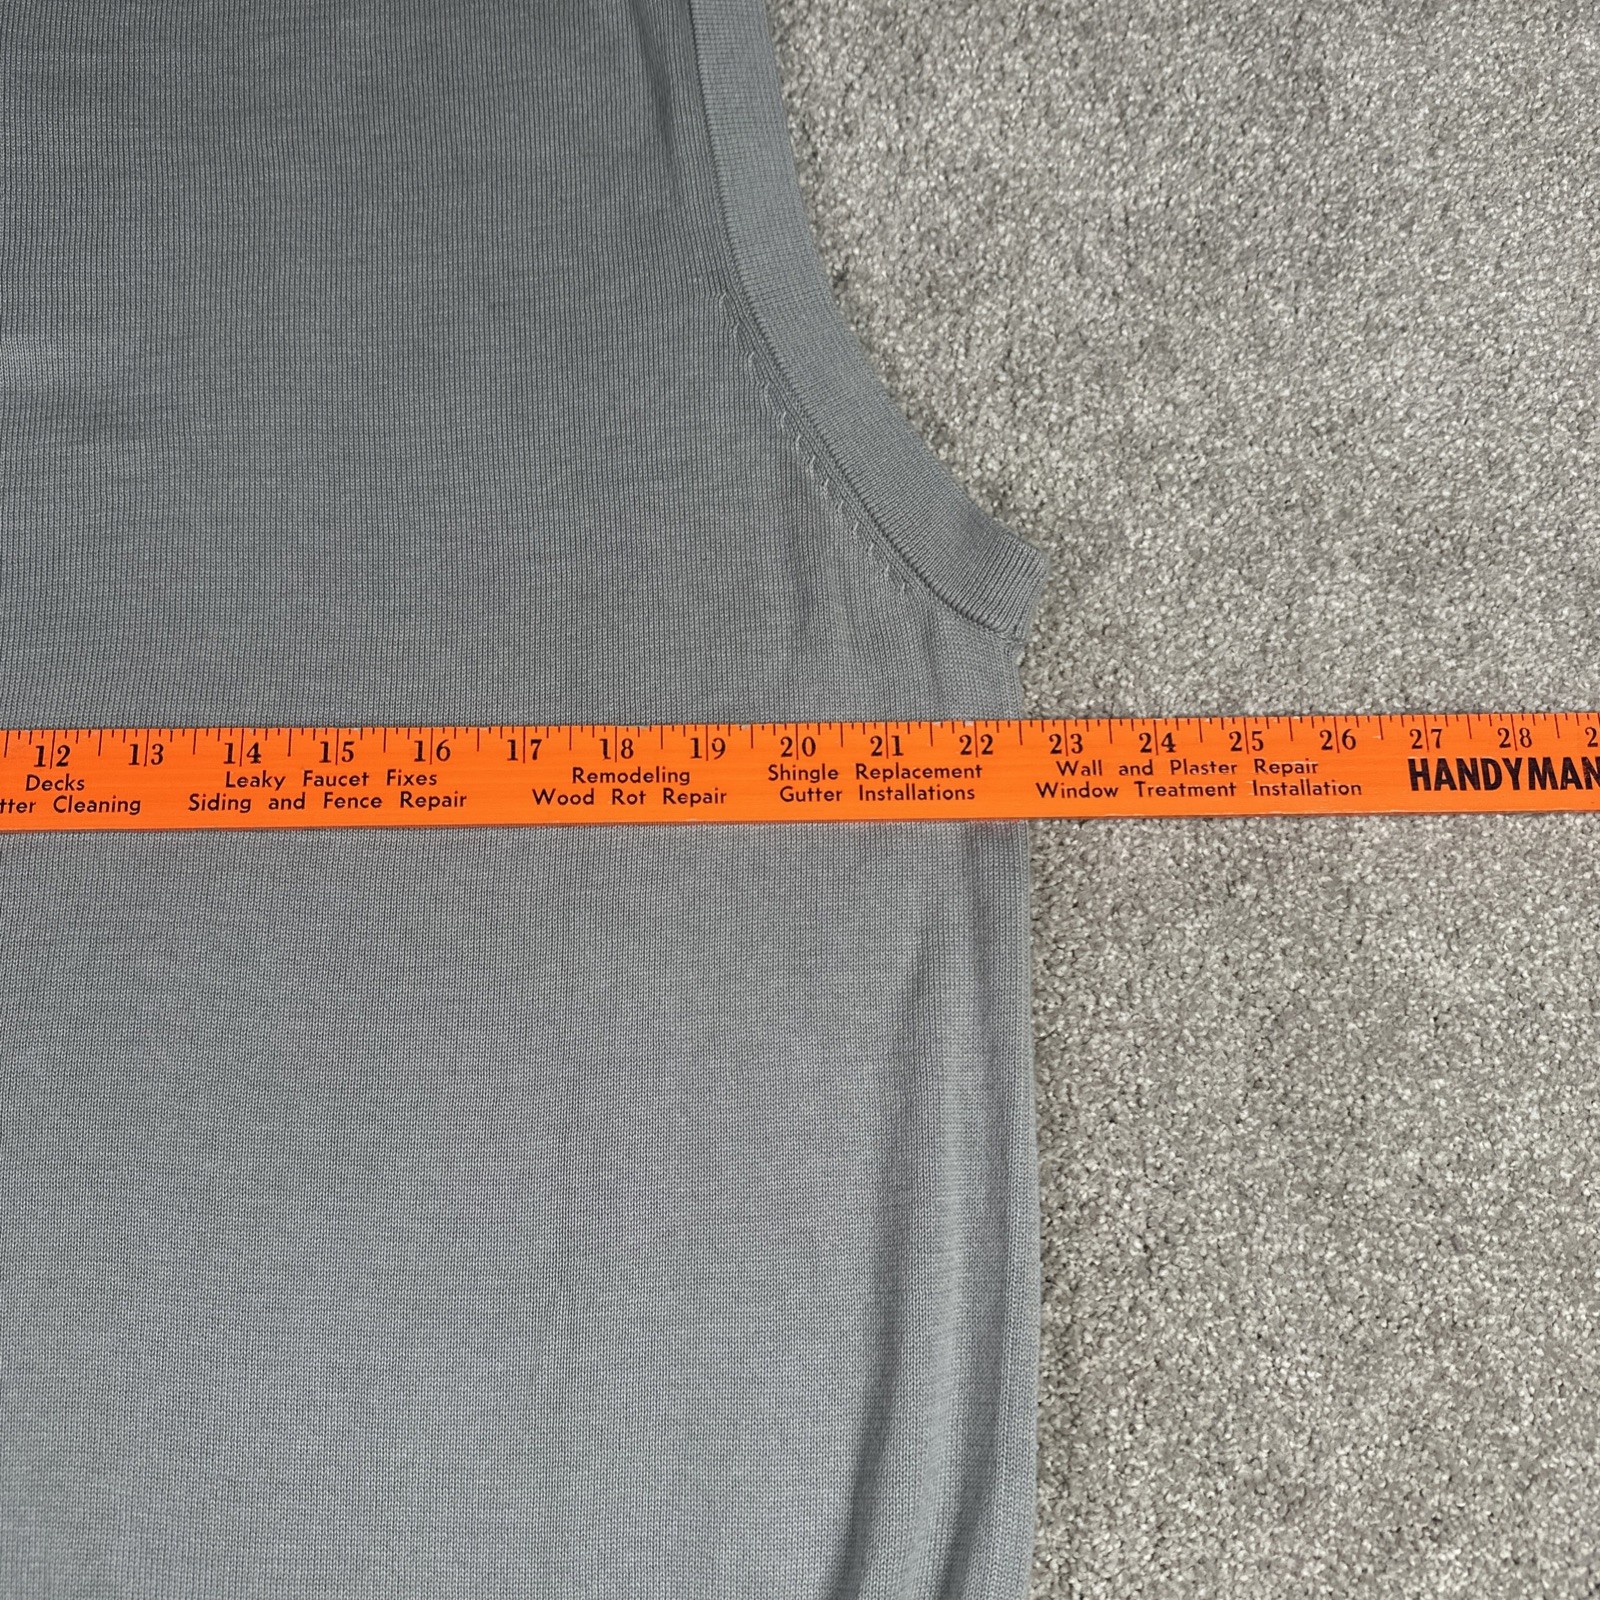 12 13 14 15 16 17 18 19 20 21 22 23 24 25 26 27 28
Decks Leaky Faucet Fixes Remodeling Shingle Replacement Wall and Plaster Repair HANDYMAN
tter Cleaning Siding and Fence Repair Wood Rot Repair Gutter Installations Window Treatment Installation